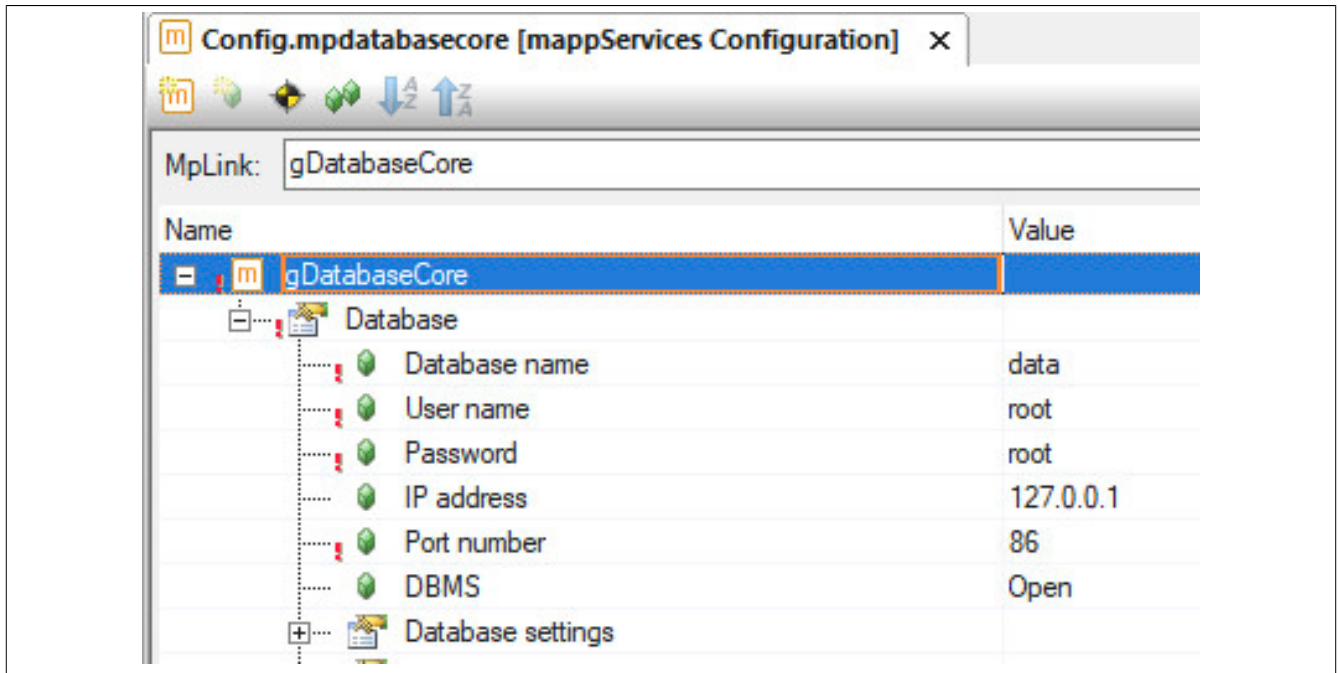 Config.mpdatabasecore [mappServices Configuration] ×
MpLink: gDatabaseCore
Name Value
gDatabaseCore
Database
Database name data
User name root
Password root
IP address 127.0.0.1
Port number 86
DBMS Open
Database settings